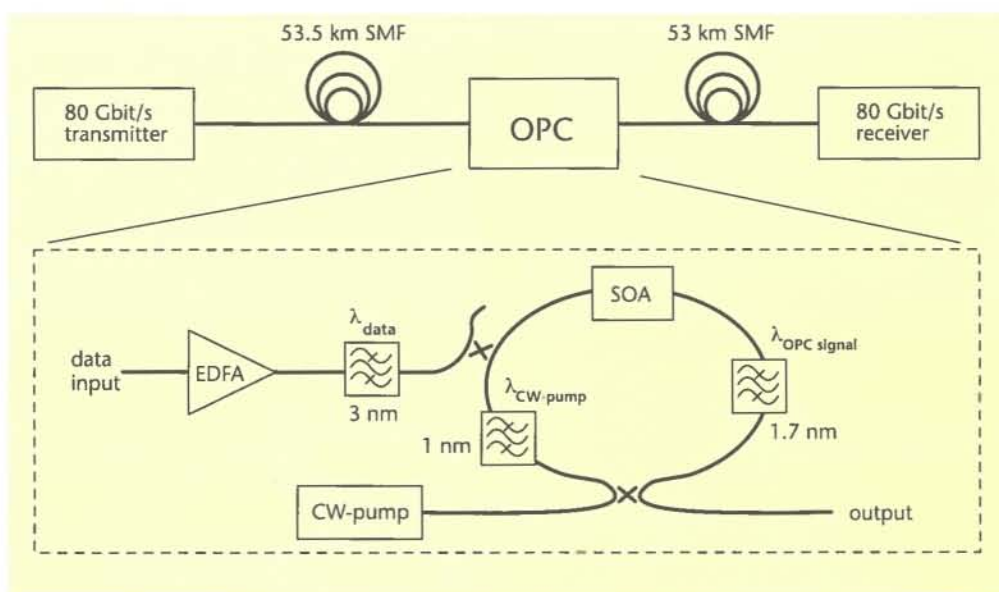 53.5 km SMF
53 km SMF
80 Gbit/s
transmitter
OPC
80 Gbit/s
receiver
SOA
λdata
λOPC signal
data
input
EDFA
λCW-pump
3 nm
1 nm
1.7 nm
CW-pump
output